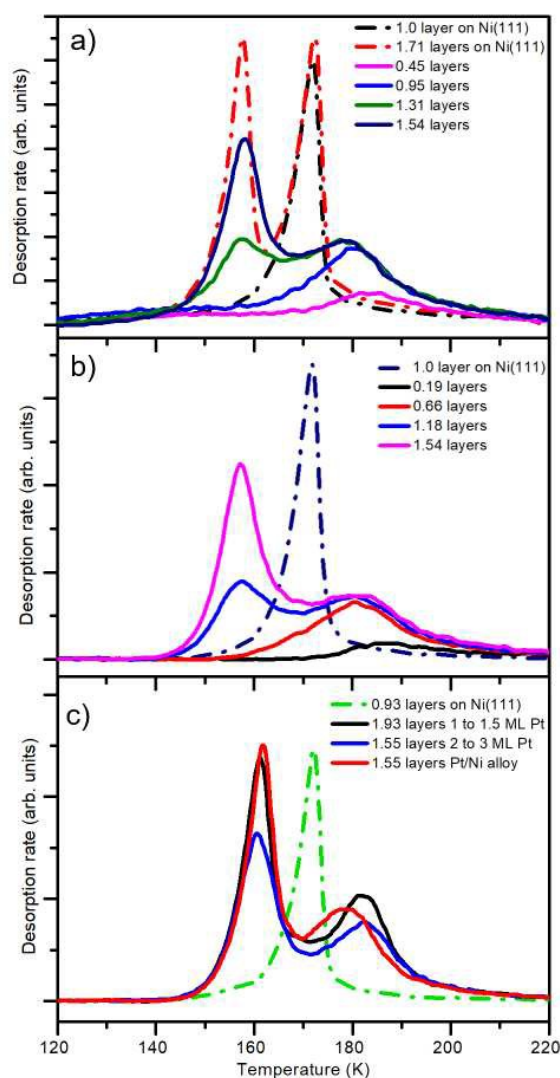 a)
1.0 layer on Ni(111)
1.71 layers on Ni(111)
0.45 layers
0.95 layers
1.31 layers
1.54 layers
Desorption rate (arb. units)
b)
1.0 layer on Ni(111)
0.19 layers
0.66 layers
1.18 layers
1.54 layers
Desorption rate (arb. units)
c)
0.93 layers on Ni(111)
1.93 layers 1 to 1.5 ML Pt
1.55 layers 2 to 3 ML Pt
1.55 layers Pt/Ni alloy
Desorption rate (arb. units)
120 140 160 180 200 220
Temperature (K)